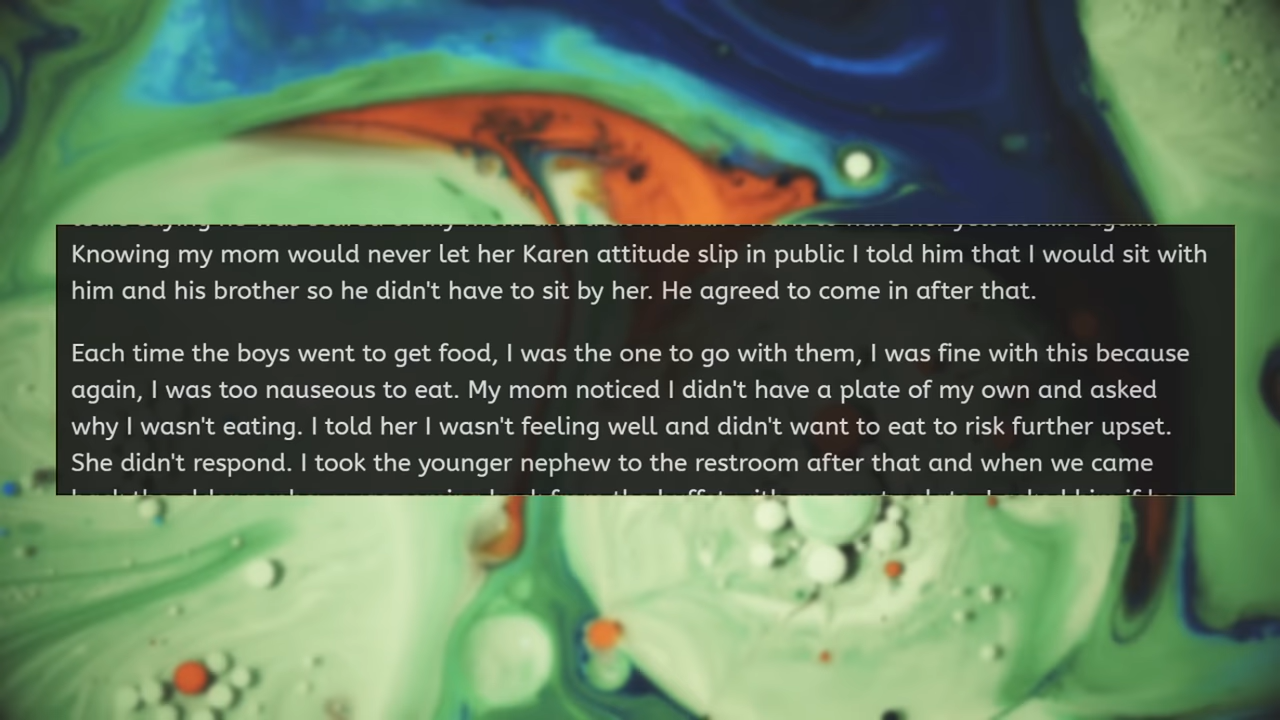 Knowing my mom would never let her Karen attitude slip in public I told him that I would sit with
him and his brother so he didn't have to sit by her. He agreed to come in after that.
Each time the boys went to get food, I was the one to go with them, I was fine with this because
again, I was too nauseous to eat. My mom noticed I didn't have a plate of my own and asked
why I wasn't eating. I told her I wasn't feeling well and didn't want to eat to risk further upset.
She didn't respond. I took the younger nephew to the restroom after that and when we came